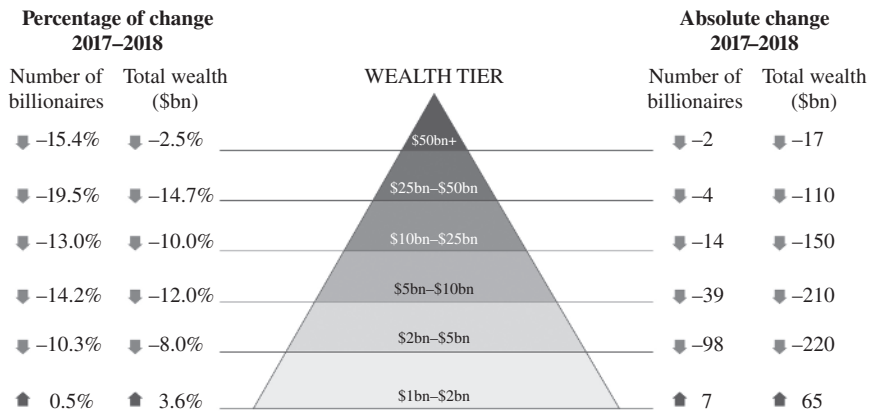 Percentage of change
2017–2018
Absolute change
2017–2018
Number of billionaires
Total wealth ($bn)
WEALTH TIER
Number of billionaires
Total wealth ($bn)
–15.4% –2.5% $50bn+ –2 –17
–19.5% –14.7% $25bn–$50bn –4 –110
–13.0% –10.0% $10bn–$25bn –14 –150
–14.2% –12.0% $5bn–$10bn –39 –210
–10.3% –8.0% $2bn–$5bn –98 –220
0.5% 3.6% $1bn–$2bn 7 65